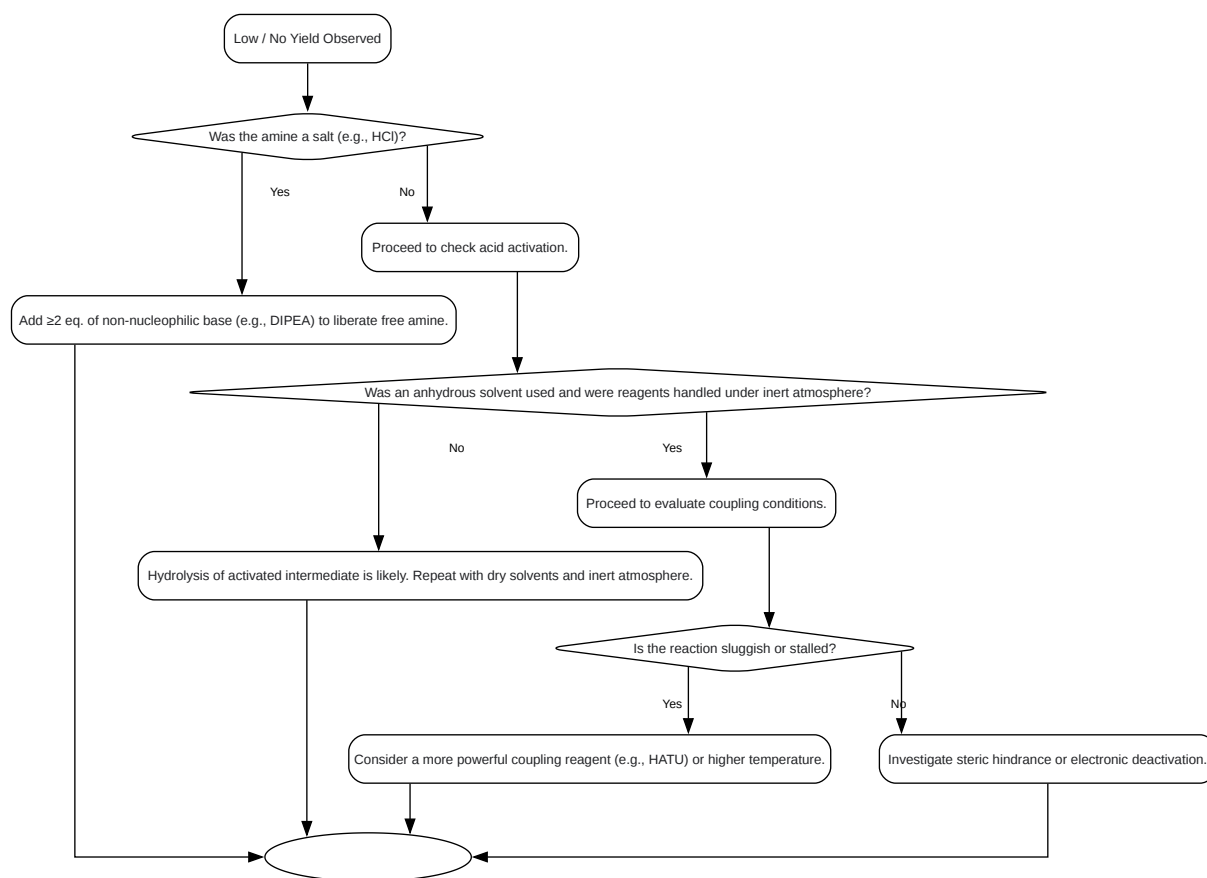 Low / No Yield Observed
Was the amine a salt (e.g., HCl)?
Yes
No
Proceed to check acid activation.
Add ≥2 eq. of non-nucleophilic base (e.g., DIPEA) to liberate free amine.
Was an anhydrous solvent used and were reagents handled under inert atmosphere?
No
Yes
Proceed to evaluate coupling conditions.
Hydrolysis of activated intermediate is likely. Repeat with dry solvents and inert atmosphere.
Is the reaction sluggish or stalled?
Yes
No
Consider a more powerful coupling reagent (e.g., HATU) or higher temperature.
Investigate steric hindrance or electronic deactivation.